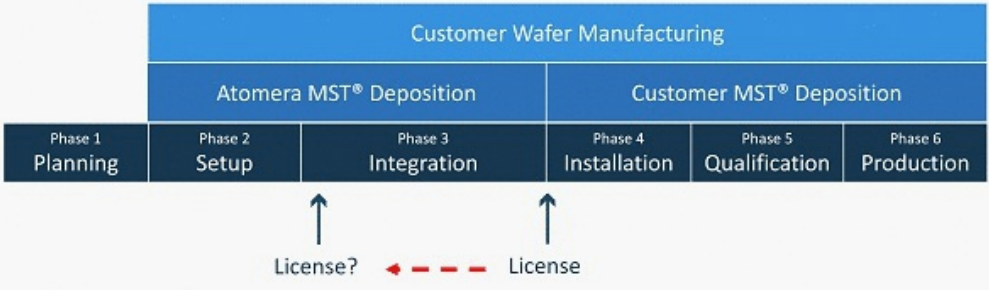 Customer Wafer Manufacturing
Atomera MST® Deposition
Customer MST® Deposition
Phase 1
Planning
Phase 2
Setup
Phase 3
Integration
Phase 4
Installation
Phase 5
Qualification
Phase 6
Production
License?
License